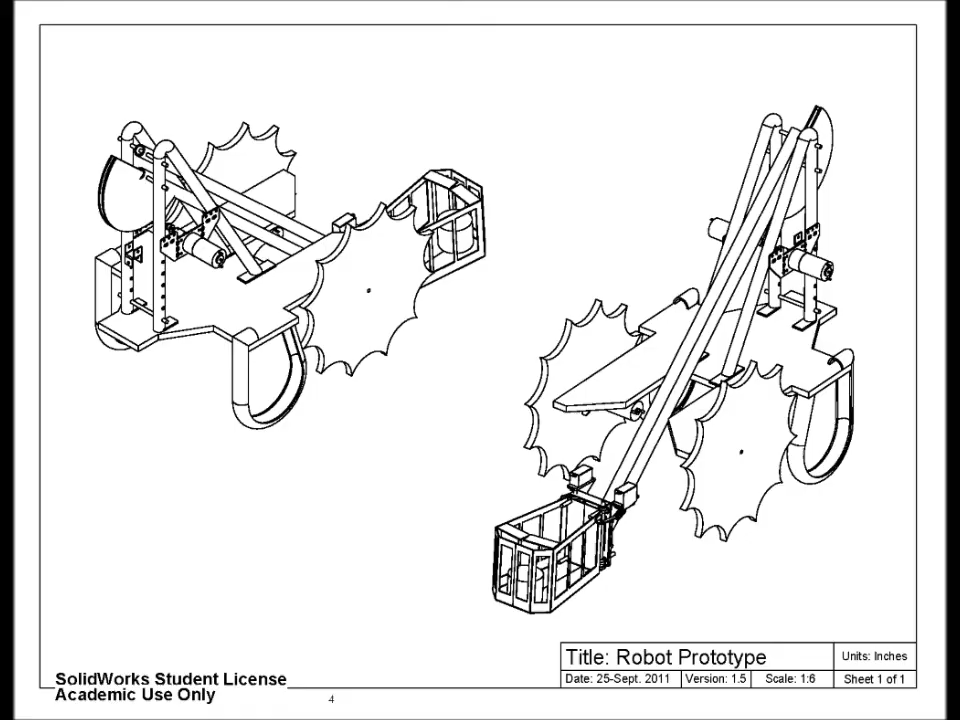 Title: Robot Prototype
Units: Inches
Date: 25-Sept. 2011
Version: 1.5
Scale: 1:6
Sheet 1 of 1
SolidWorks Student License
Academic Use Only
4